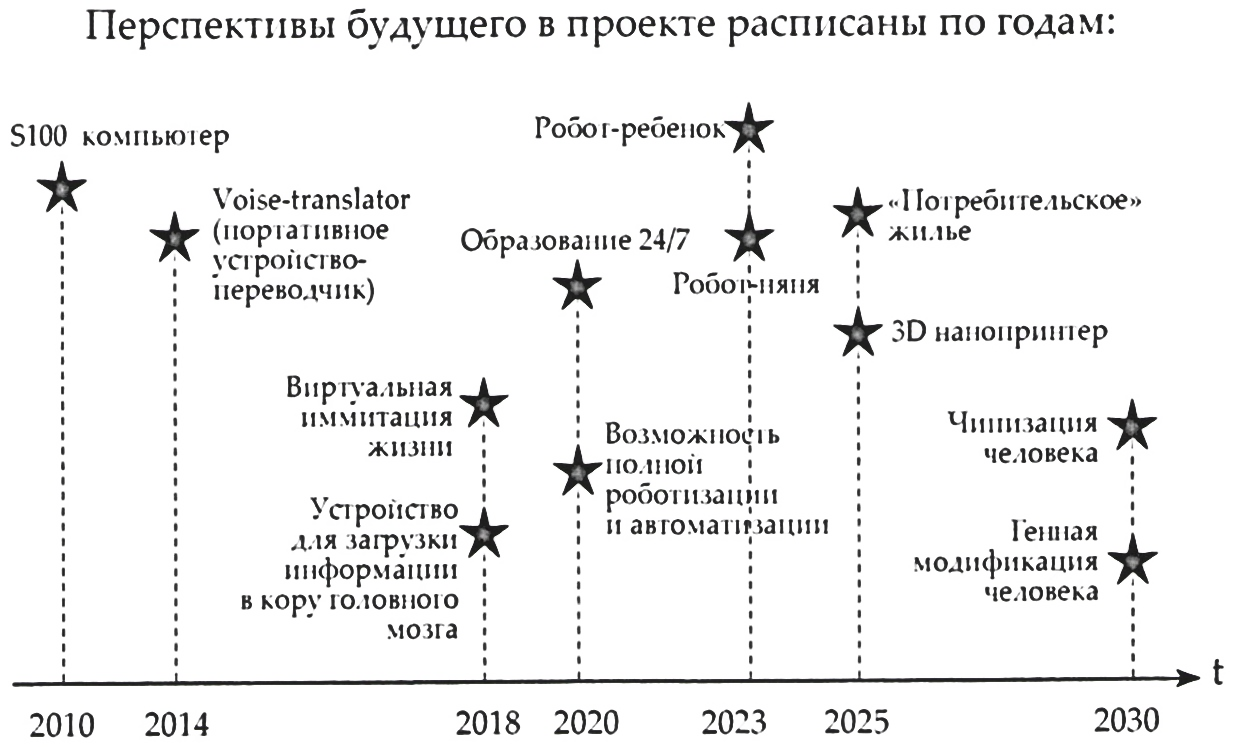 Перспективы будущего в проекте расписаны по годам:
S100 компьютер
Voise-translator
(портативное
устройство-
переводчик)
Виртуальная
иммитация
жизни
Устройство
для загрузки
информации
в кору головного
мозга
Образование 24/7
Возможность
полной
роботизации
и автоматизации
Робот-ребенок
Робот-няня
«Потребительское»
жилье
3D нанопринтер
Чипизация
человека
Генная
модификация
человека
t
2010
2014
2018
2020
2023
2025
2030